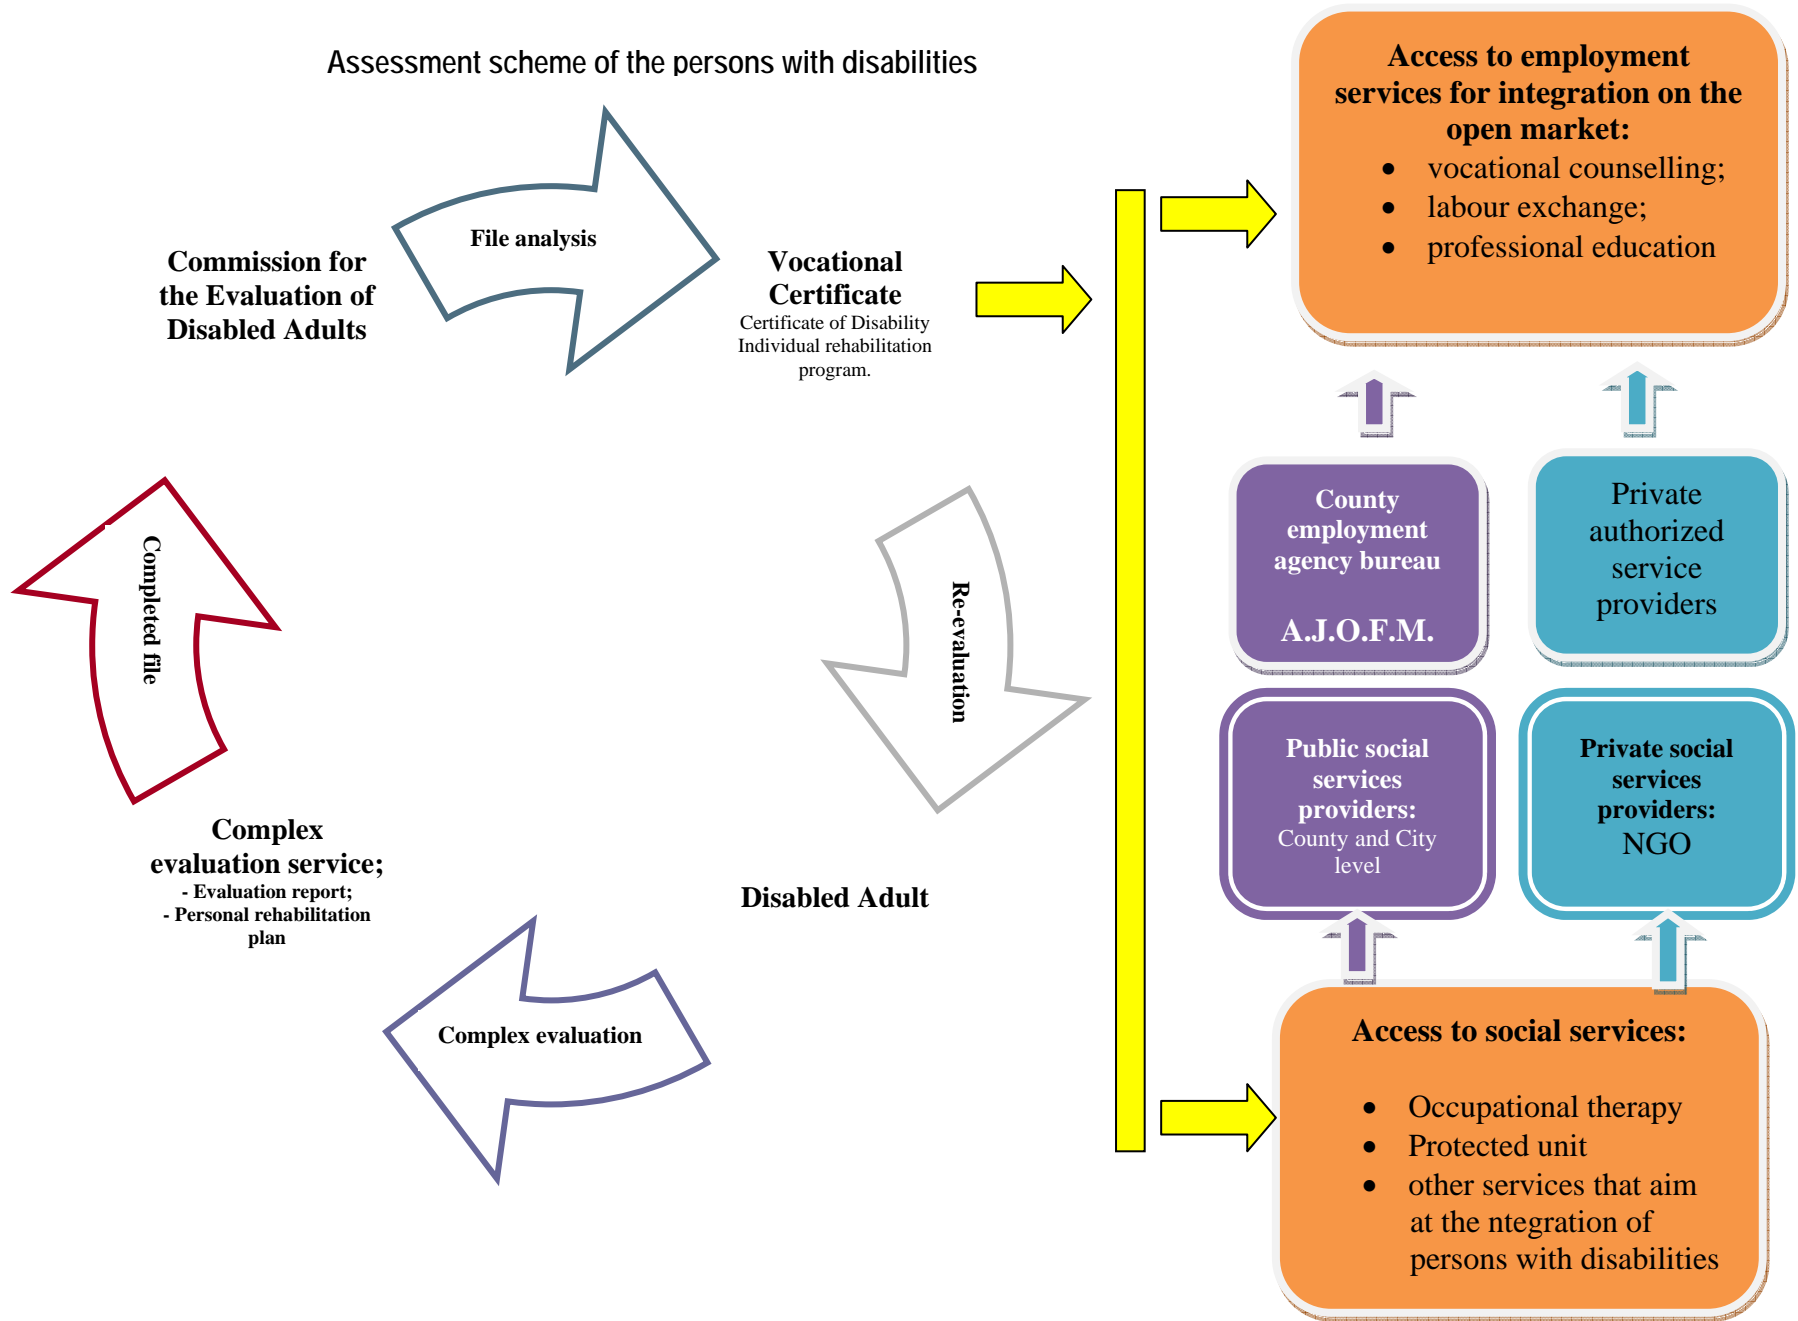 Assessment scheme of the persons with disabilities
File analysis
Commission for
the Evaluation of
Disabled Adults
Vocational
Certificate
Certificate of Disability
Individual rehabilitation
program.
Completed file
Re-evaluation
Complex
evaluation service;
- Evaluation report;
- Personal rehabilitation
plan
Disabled Adult
Complex evaluation
Access to employment
services for integration on the
open market:
• vocational counselling;
• labour exchange;
• professional education
County
employment
agency bureau
A.J.O.F.M.
Private
authorized
service
providers
Public social
services
providers:
County and City
level
Private social
services
providers:
NGO
Access to social services:
• Occupational therapy
• Protected unit
• other services that aim
at the ntegration of
persons with disabilities